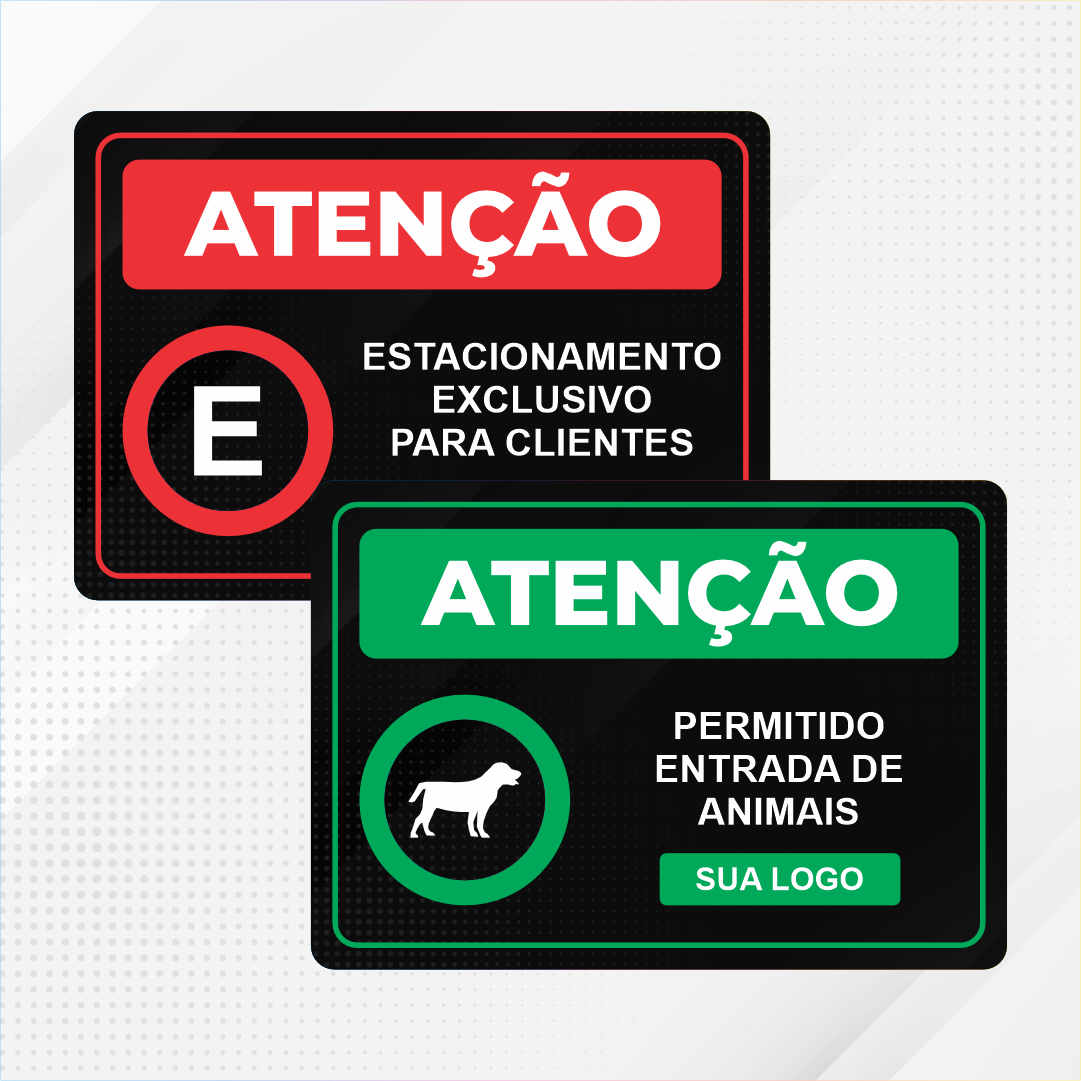 ATENÇÃO
E
ESTACIONAMENTO
EXCLUSIVO
PARA CLIENTES
ATENÇÃO
PERMITIDO
ENTRADA DE
ANIMAIS
SUA LOGO